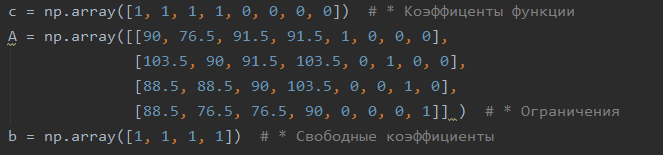 c = np.array([1, 1, 1, 1, 0, 0, 0, 0])  # * Коэффиценты функции
A = np.array([[90, 76.5, 91.5, 91.5, 1, 0, 0, 0],
[103.5, 90, 91.5, 103.5, 0, 1, 0, 0],
[88.5, 88.5, 90, 103.5, 0, 0, 1, 0],
[88.5, 76.5, 76.5, 90, 0, 0, 0, 1]] )  # * Ограничения
b = np.array([1, 1, 1, 1])  # * Свободные коэффициенты